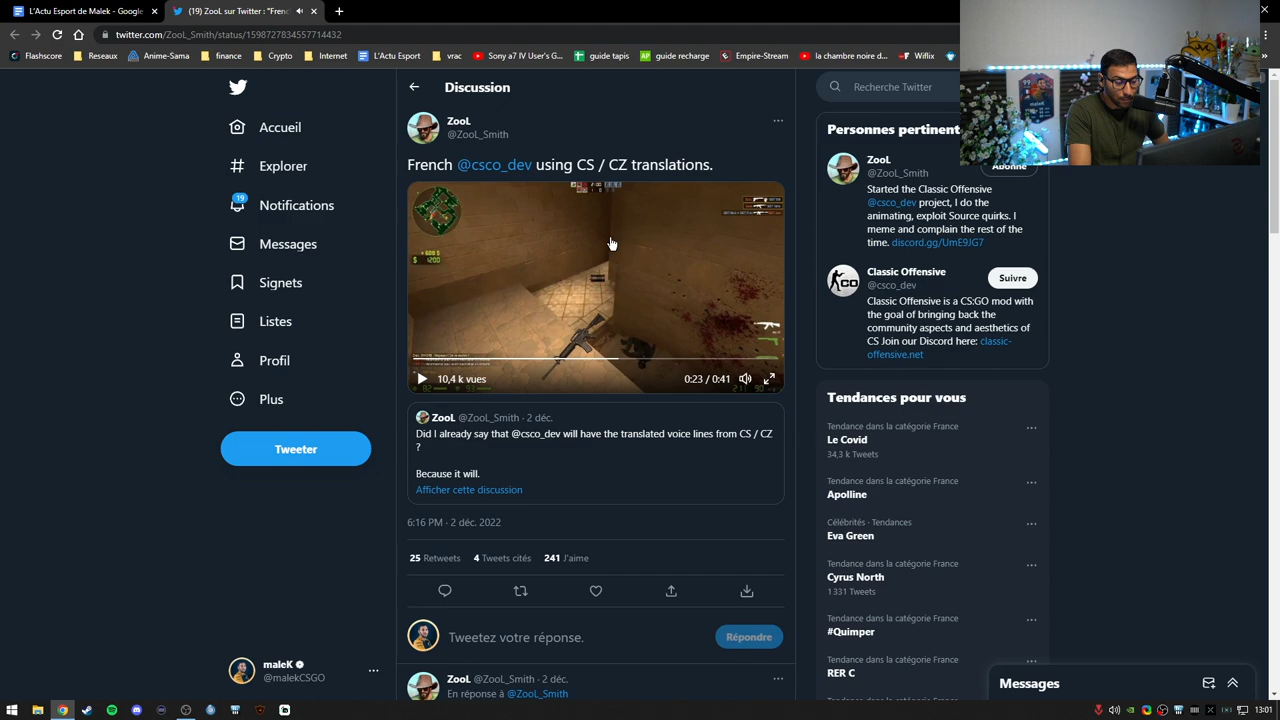 L'Actu Espoot de Malek - Google
ZooL 🎖 : "French
twitter.com/ZooL_Smith/status/1598727834557714432
Flashscore
Reseux
Anime-Sama
finance rav
Crypto
Internet
L'Actu Esport de Malek
vrac
Sony a7 IV User's G...
guide tapis
guide recharge
Empire-Stream
la chambre noire d...
Wiflix
Accueil
Explorer
19
Notifications
Messages
Signets
Listes
Profil
Plus
Tweeter
maleK
@malekCSGO
Discussion
ZooL
@ZooL_Smith
French @csco_dev using CS / CZ translations.
$ 1200
10,4 k vues
0:23 / 0:41
ZooL @ZooL_Smith · 2 déc.
Did I already say that @csco_dev will have the translated voice lines from CS / CZ
?
Because it will.
Afficher cette discussion
6:16 PM · 2 déc. 2022
25 Retweets 4 Tweets cités 241 J'aime
Tweetez votre réponse.
Répondre
ZooL @ZooL_Smith · 2 déc.
En réponse à @ZooL_Smith
Recherche Twitter
Personnes pertinent
ZooL
@ZooL_Smith
Abonné
Started the Classic Offensive
@csco_dev project, I do the
animating, exploit Source quirks. I
meme and complain the rest of the
time. discord.gg/UmE9JG7
Classic Offensive
@csco_dev
Suivre
Classic Offensive is a CS:GO mod with
the goal of bringing back the
community aspects and aesthetics of
CS Join our Discord here: classic-
offensive.net
Tendances pour vous
Tendance dans la catégorie France
Le Covid
34,3 k Tweets
Tendance dans la catégorie France
Apolline
Célébrités · Tendances
Eva Green
Tendance dans la catégorie France
Cyrus North
1 331 Tweets
Tendance dans la catégorie France
#Quimper
Tendance dans la catégorie France
RER C
Messages
13:01